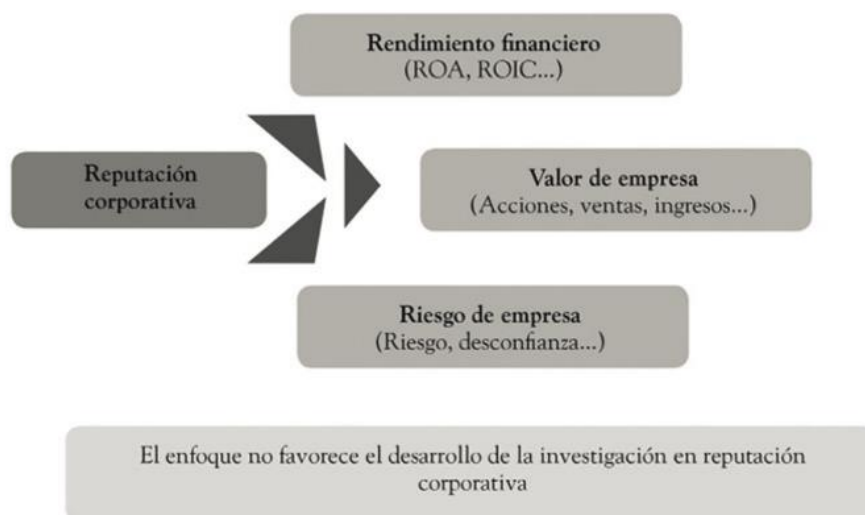 Rendimiento financiero
(ROA, ROIC...)
Reputación
corporativa
Valor de empresa
(Acciones, ventas, ingresos...)
Riesgo de empresa
(Riesgo, desconfianza...)
El enfoque no favorece el desarrollo de la investigación en reputación
corporativa